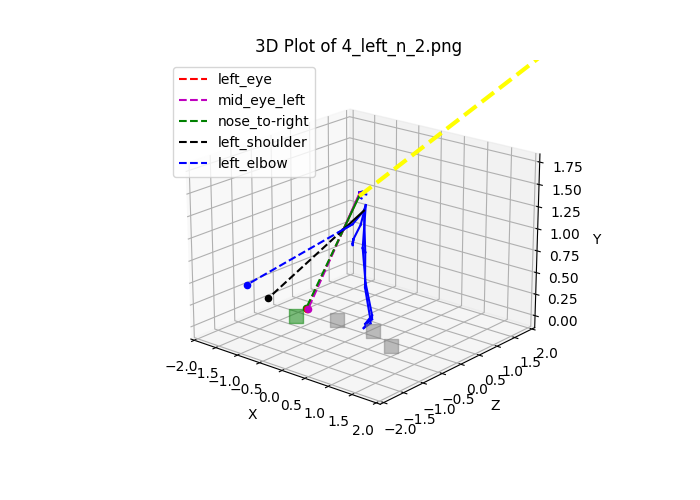 3D Plot of 4_left_n_2.png
left_eye
mid_eye_left
nose_to-right
left_shoulder
left_elbow
1.75
1.50
1.25
1.00
0.75
0.50
0.25
0.00
Y
−2.0
−1.5
−1.0
−0.5
0.0
0.5
1.0
1.5
2.0
X
−2.0
−1.5
−1.0
−0.5
0.0
0.5
1.0
1.5
2.0
Z